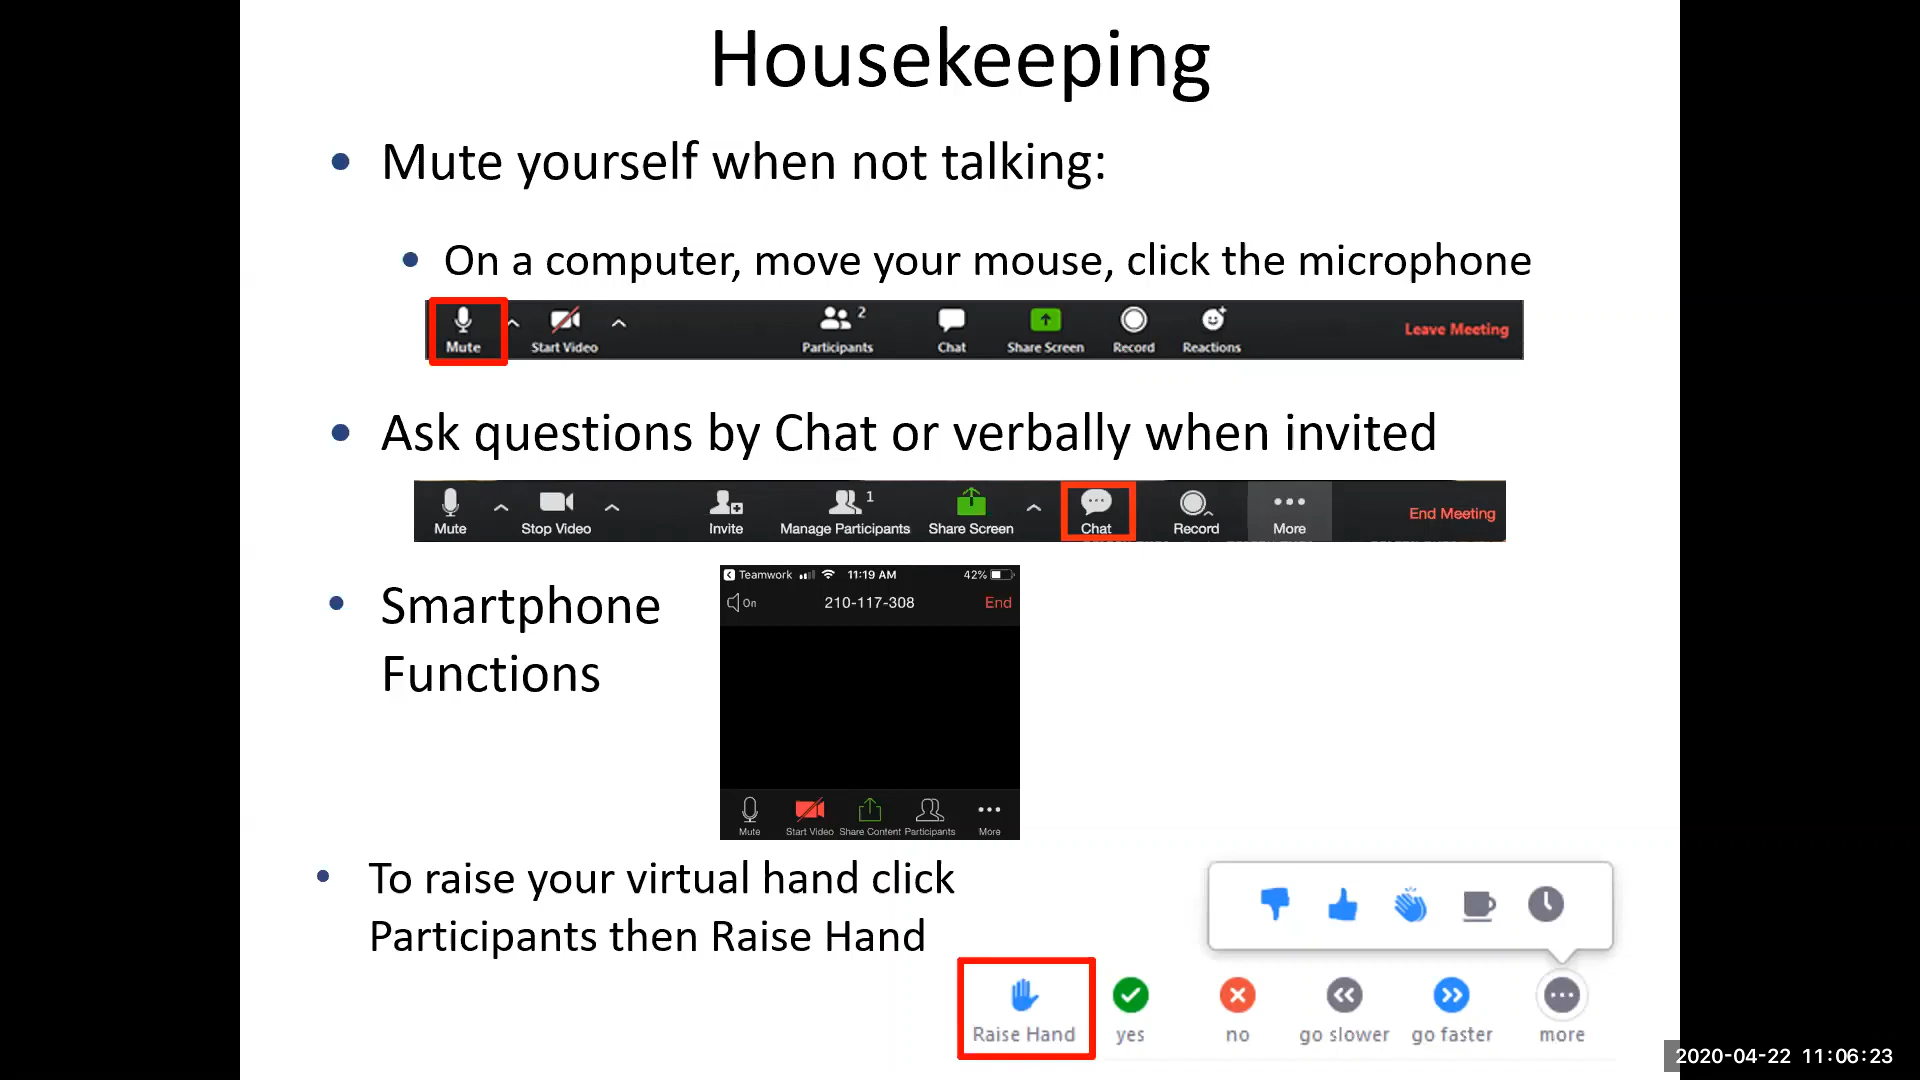 Housekeeping
• Mute yourself when not talking:
• On a computer, move your mouse, click the microphone
Mute Start Video Participants 2 Chat Share Screen Record Reactions Leave Meeting
• Ask questions by Chat or verbally when invited
Mute Stop Video Invite Manage Participants 1 Share Screen Chat Record More End Meeting
• Smartphone
Functions
Teamwork 11:19 AM 42%
On 210-117-308 End
Mute Start Video Share Content Participants More
• To raise your virtual hand click
Participants then Raise Hand
Raise Hand yes no go slower go faster more
2020-04-22 11:06:23